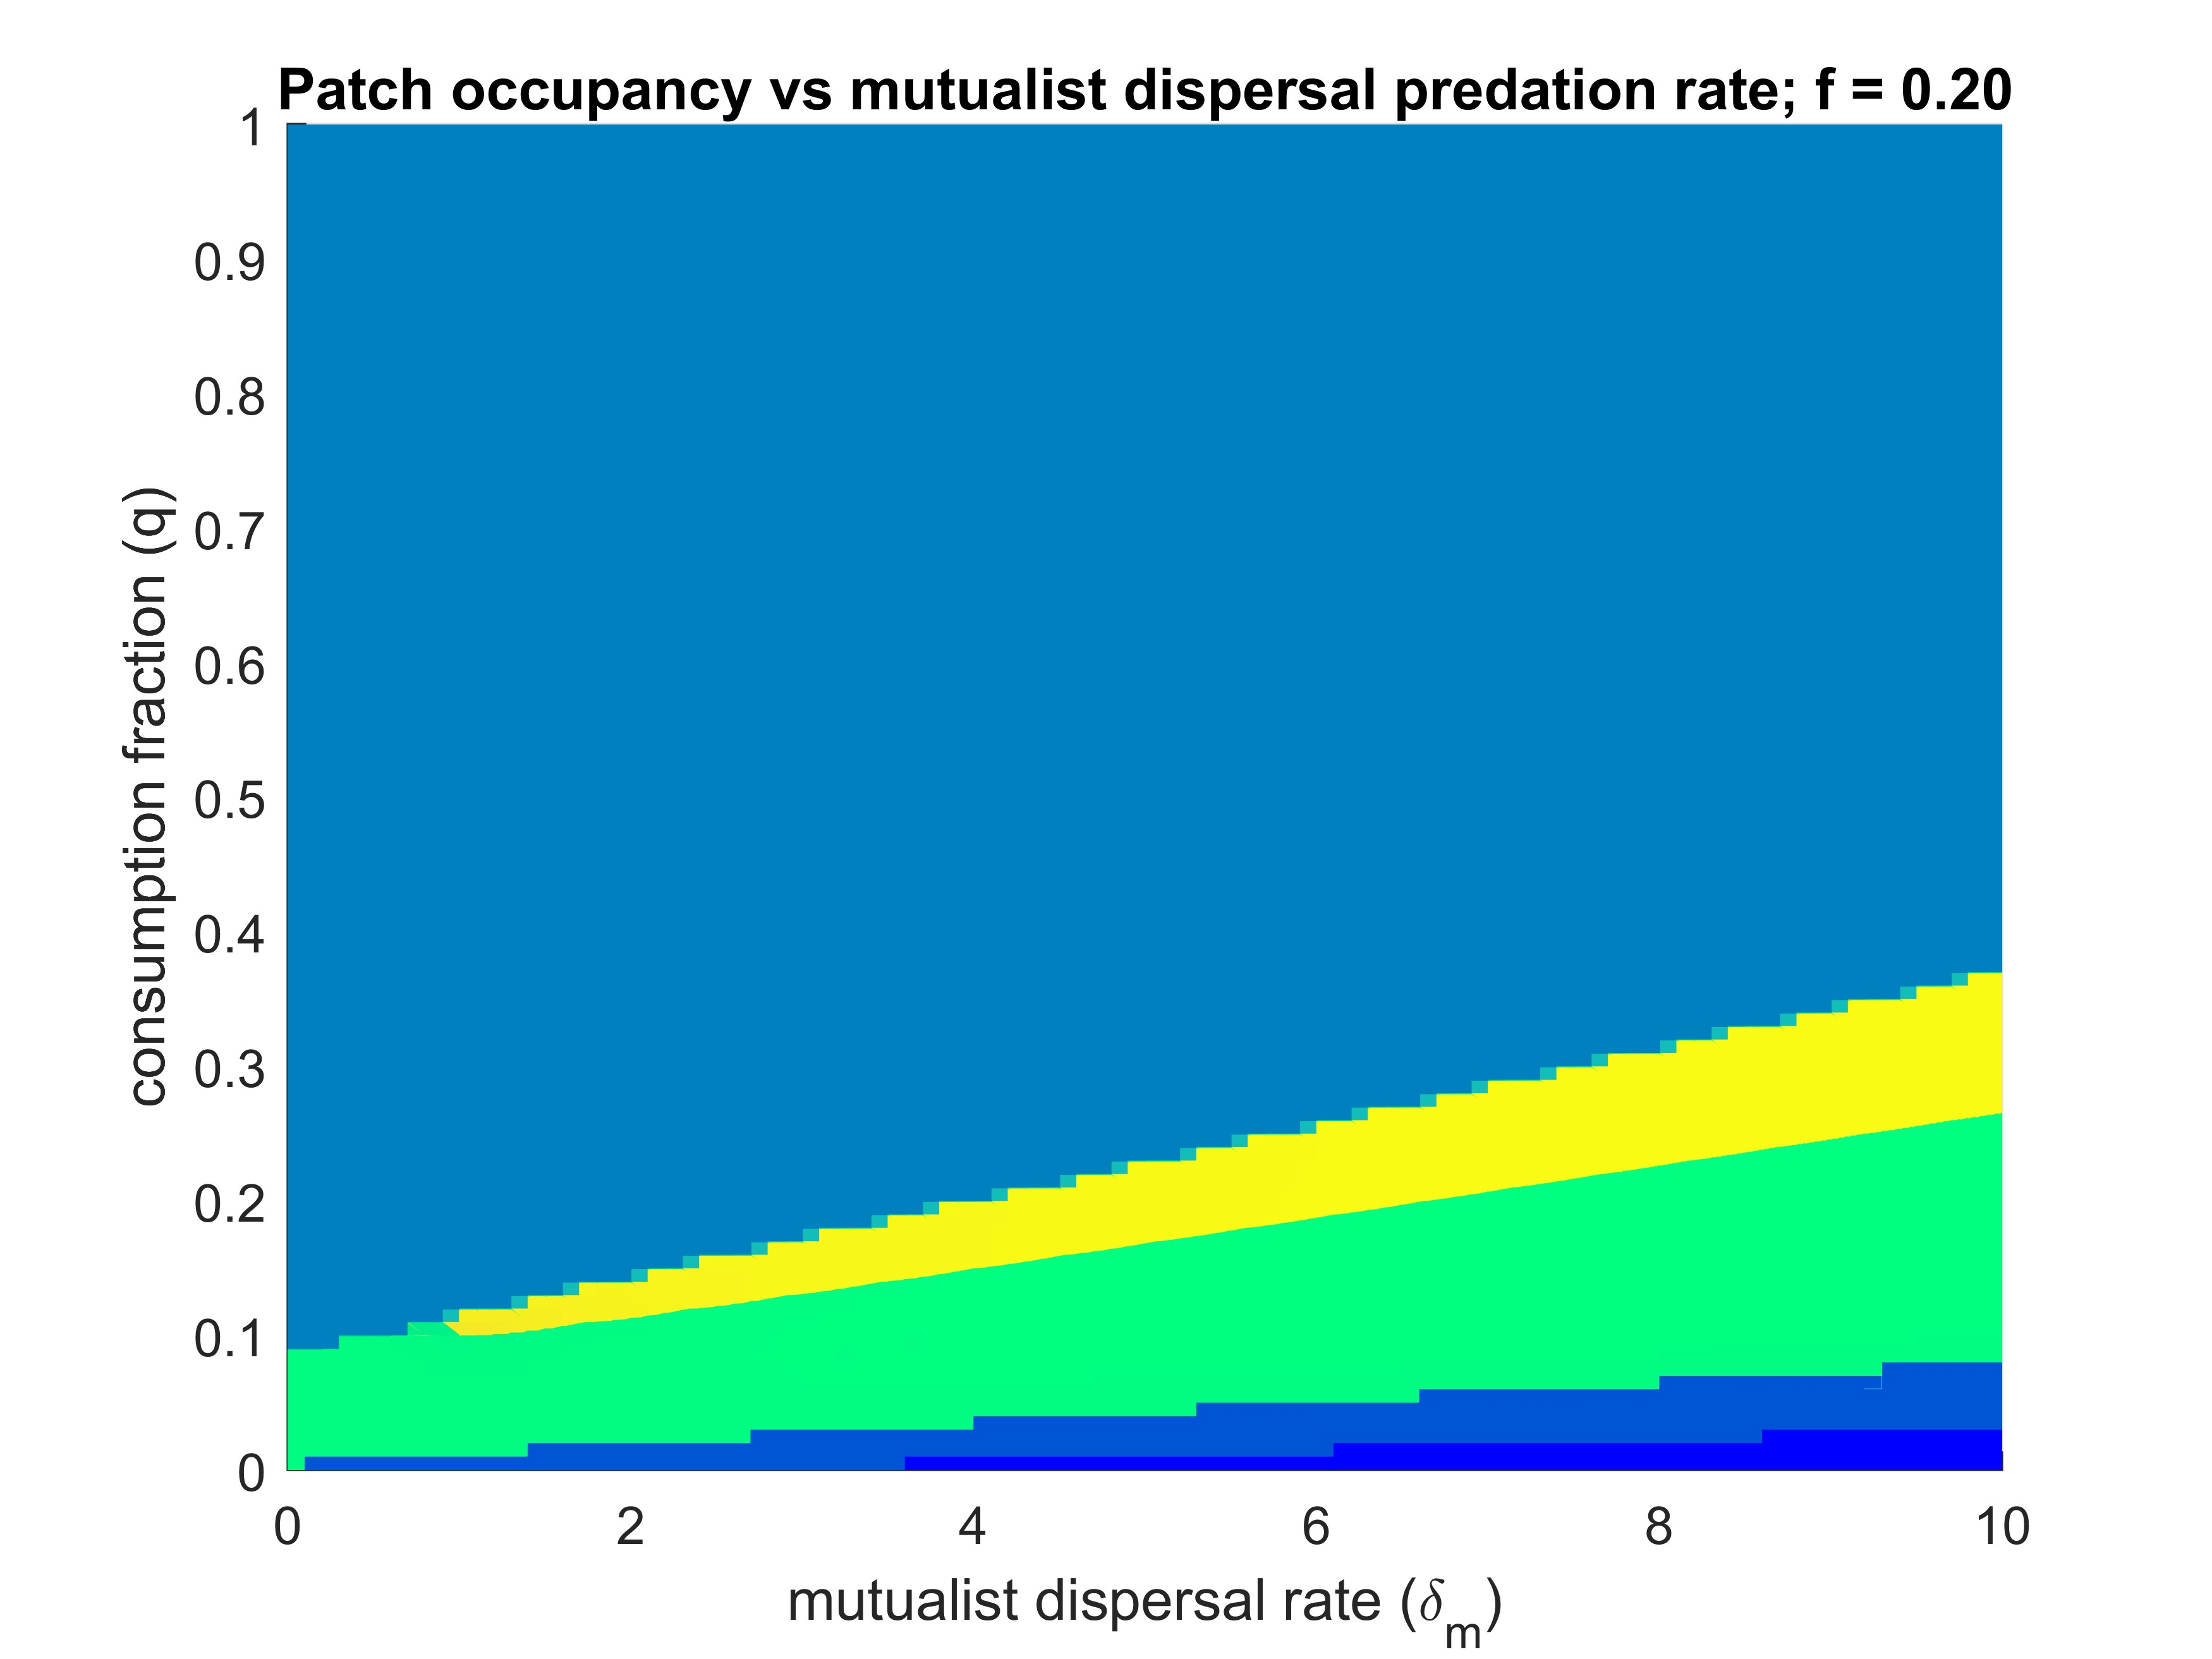 Patch occupancy vs mutualist dispersal predation rate; f = 0.20
1
0.9
0.8
0.7
0.6
0.5
0.4
0.3
0.2
0.1
0
consumption fraction (q)
0 2 4 6 8 10
mutualist dispersal rate (δm)